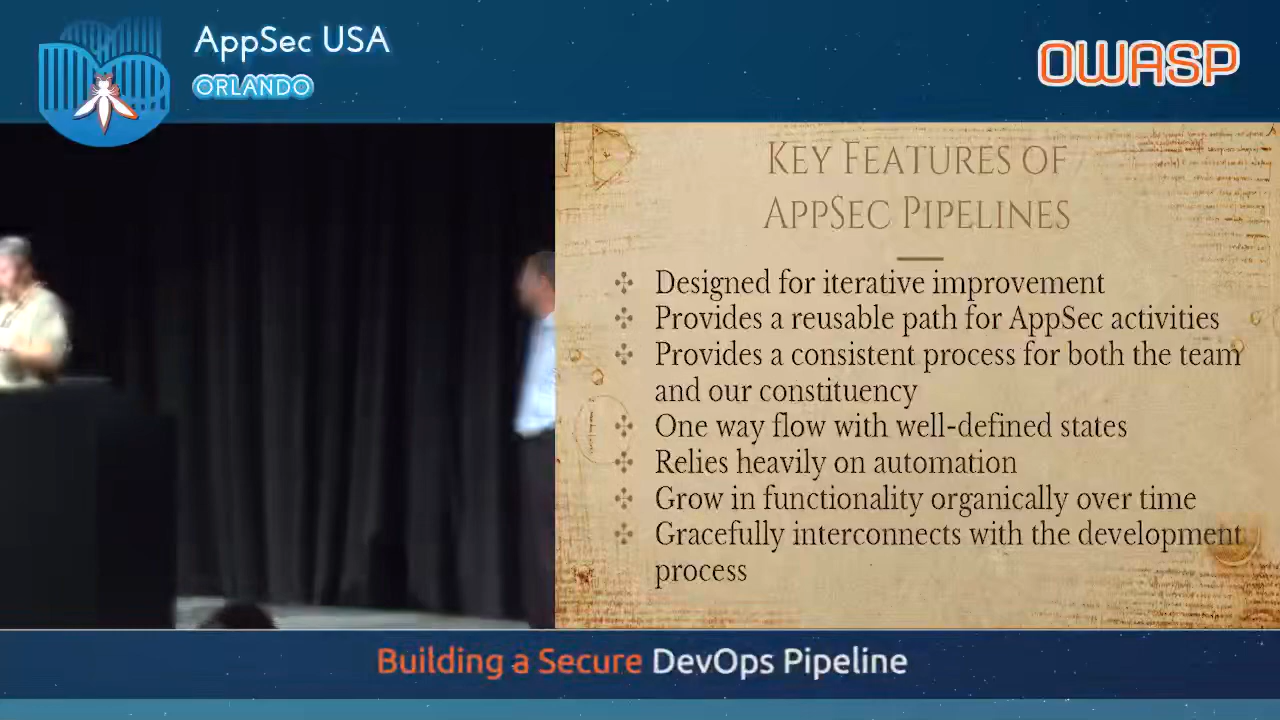 AppSec USA
ORLANDO
OWASP
KEY FEATURES OF
APPSEC PIPELINES
Designed for iterative improvement
Provides a reusable path for AppSec activities
Provides a consistent process for both the team
and our constituency
One way flow with well-defined states
Relies heavily on automation
Grow in functionality organically over time
Gracefully interconnects with the development
process
Building a Secure DevOps Pipeline